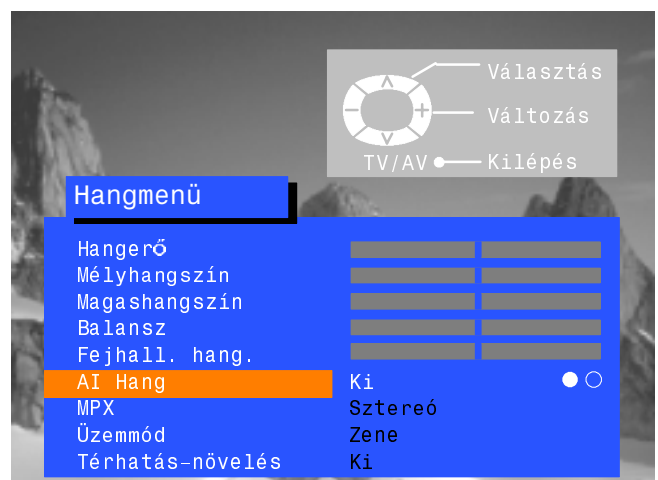 Választás
Változás
TV/AV Kilépés
Hangmenü
Hangerő
Mélyhangszín
Magashangszín
Balansz
Fejhall. hang.
AI Hang Ki
MPX Sztereó
Üzemmód Zene
Térhatás-növelés Ki